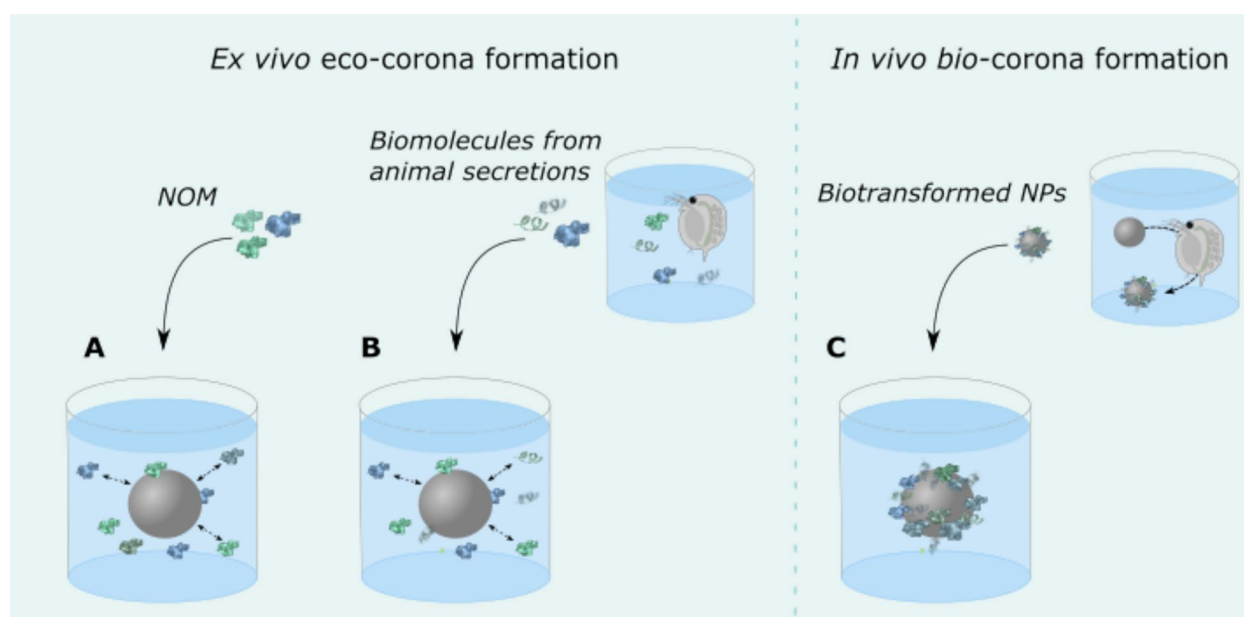 Ex vivo eco-corona formation
In vivo bio-corona formation
NOM
Biomolecules from
animal secretions
Biotransformed NPs
A
B
C